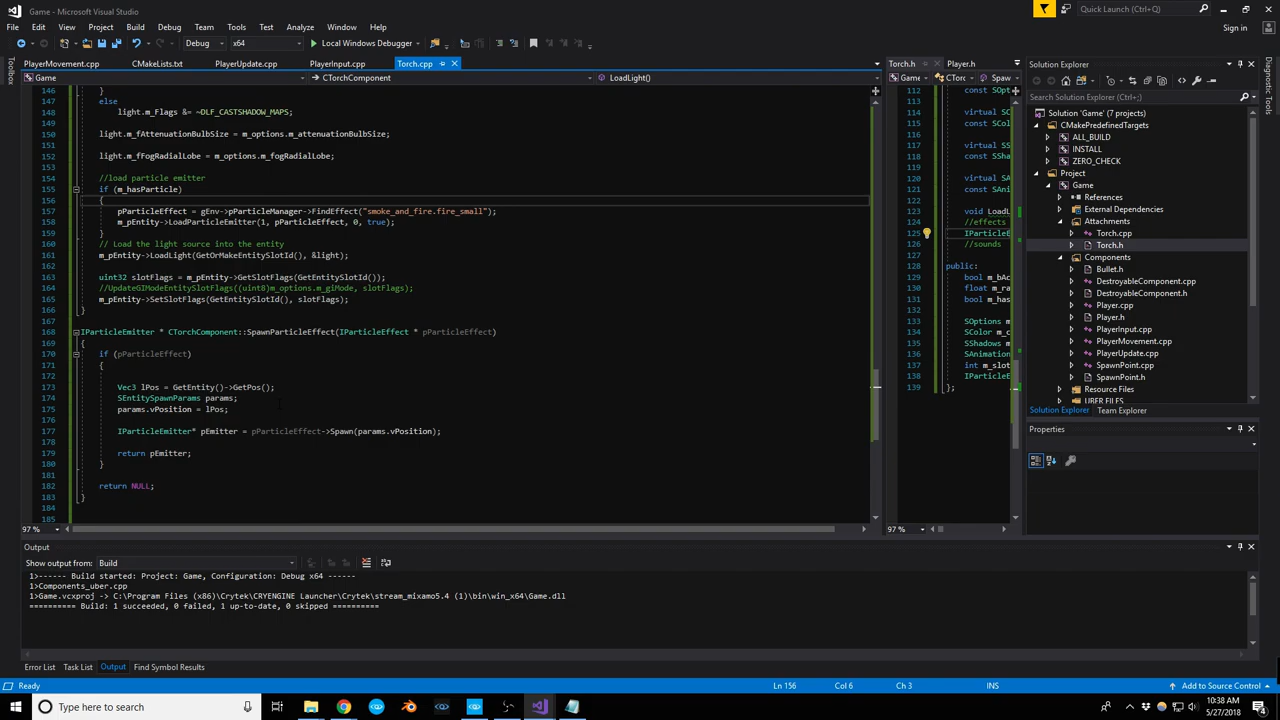 Game - Microsoft Visual Studio
Quick Launch (Ctrl+Q)
File Edit View Project Build Debug Team Tools Test Analyze Window Help
Sign in
Debug x64 Local Windows Debugger
PlayerMovement.cpp CMakeLists.txt PlayerUpdate.cpp PlayerInput.cpp Torch.cpp
Torch.h Player.h
Game CTorchComponent LoadLight()
Toolbox
146 }
147 else
148 light.m_Flags &= ~DLF_CASTSHADOW_MAPS;
149
150 light.m_fAttenuationBulbSize = m_options.m_attenuationBulbSize;
151
152 light.m_fFogRadialLobe = m_options.m_fogRadialLobe;
153
154 //load particle emitter
155 if (m_hasParticle)
156 {
157 pParticleEffect = gEnv->pParticleManager->FindEffect("smoke_and_fire.fire_small");
158 m_pEntity->LoadParticleEmitter(1, pParticleEffect, 0, true);
159 }
160 // Load the light source into the entity
161 m_pEntity->LoadLight(GetOrMakeEntitySlotId(), &light);
162
163 uint32 slotFlags = m_pEntity->GetSlotFlags(GetEntitySlotId());
164 //UpdateGIModeEntitySlotFlags((uint8)m_options.m_giMode, slotFlags);
165 m_pEntity->SetSlotFlags(GetEntitySlotId(), slotFlags);
166 }
167
168 IParticleEmitter * CTorchComponent::SpawnParticleEffect(IParticleEffect * pParticleEffect)
169 {
170 if (pParticleEffect)
171 {
172
173 Vec3 lPos = GetEntity()->GetPos();
174 SEntitySpawnParams params;
175 params.vPosition = lPos;
176
177 IParticleEmitter* pEmitter = pParticleEffect->Spawn(params.vPosition);
178
179 return pEmitter;
180 }
181
182 return NULL;
183 }
184
185
97 %
Game CTorc Spaw
112 const SOpt
113
114 virtual SC
115 const SCol
116
117 virtual SS
118 const SSha
119
120 virtual SA
121 const SAni
122
123 void LoadL
124 //effects
125 IParticleE
126 //sounds
127
128 public:
129 bool m_bAc
130 float m_ra
131 bool m_has
132
133 SOptions m
134 SColor m_c
135 SShadows m
136 SAnimation
137 int m_slot
138 IParticleE
139 };
97 %
Solution Explorer
Search Solution Explorer (Ctrl+;)
Solution 'Game' (7 projects)
CMakePredefinedTargets
ALL_BUILD
INSTALL
ZERO_CHECK
Project
Game
References
External Dependencies
Attachments
Torch.cpp
Torch.h
Components
Bullet.h
DestroyableComponent.cpp
DestroyableComponent.h
Player.cpp
Player.h
PlayerInput.cpp
PlayerMovement.cpp
PlayerUpdate.cpp
SpawnPoint.cpp
SpawnPoint.h
Resource Files
UBER FILES
Solution Explorer Team Explorer
Properties
Diagnostic Tools
Output
Show output from: Build
1>------ Build started: Project: Game, Configuration: Debug x64 ------
1>Components_uber.cpp
1>Game.vcxproj -> C:\Program Files (x86)\Crytek\CRYENGINE Launcher\Crytek\stream_mixamo5.4 (1)\bin\win_x64\Game.dll
========== Build: 1 succeeded, 0 failed, 1 up-to-date, 0 skipped ==========
Error List Task List Output Find Symbol Results
Ready Ln 156 Col 6 Ch 3 INS Add to Source Control
Type here to search
10:38 AM
5/27/2018